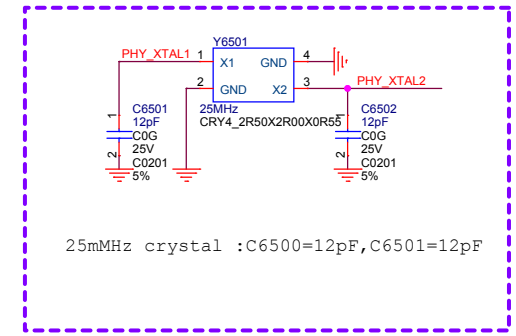 Y6501
PHY_XTAL1 1 X1 GND 4
2 GND X2 3 PHY_XTAL2
25MHz
CRY4_2R50X2R00X0R55
C6501
12pF
1
C0G
25V
2
C0201
5%
C6502
12pF
1
C0G
25V
2
C0201
5%
25mMHz crystal :C6500=12pF,C6501=12pF